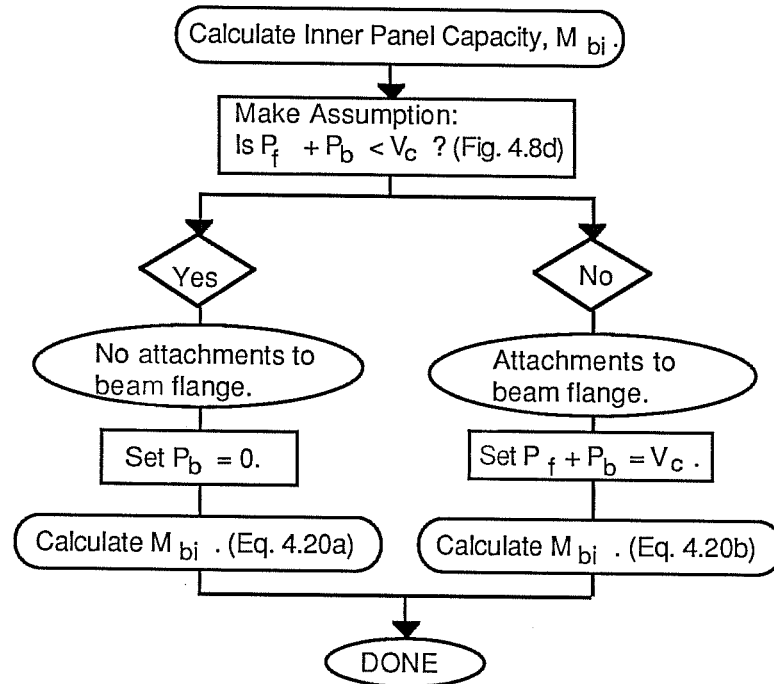 Calculate Inner Panel Capacity, M bi .
Make Assumption:
Is Pf + Pb < Vc ? (Fig. 4.8d)
Yes
No
No attachments to
beam flange.
Attachments to
beam flange.
Set Pb = 0.
Set P f + Pb = Vc .
Calculate M bi . (Eq. 4.20a)
Calculate M bi . (Eq. 4.20b)
DONE